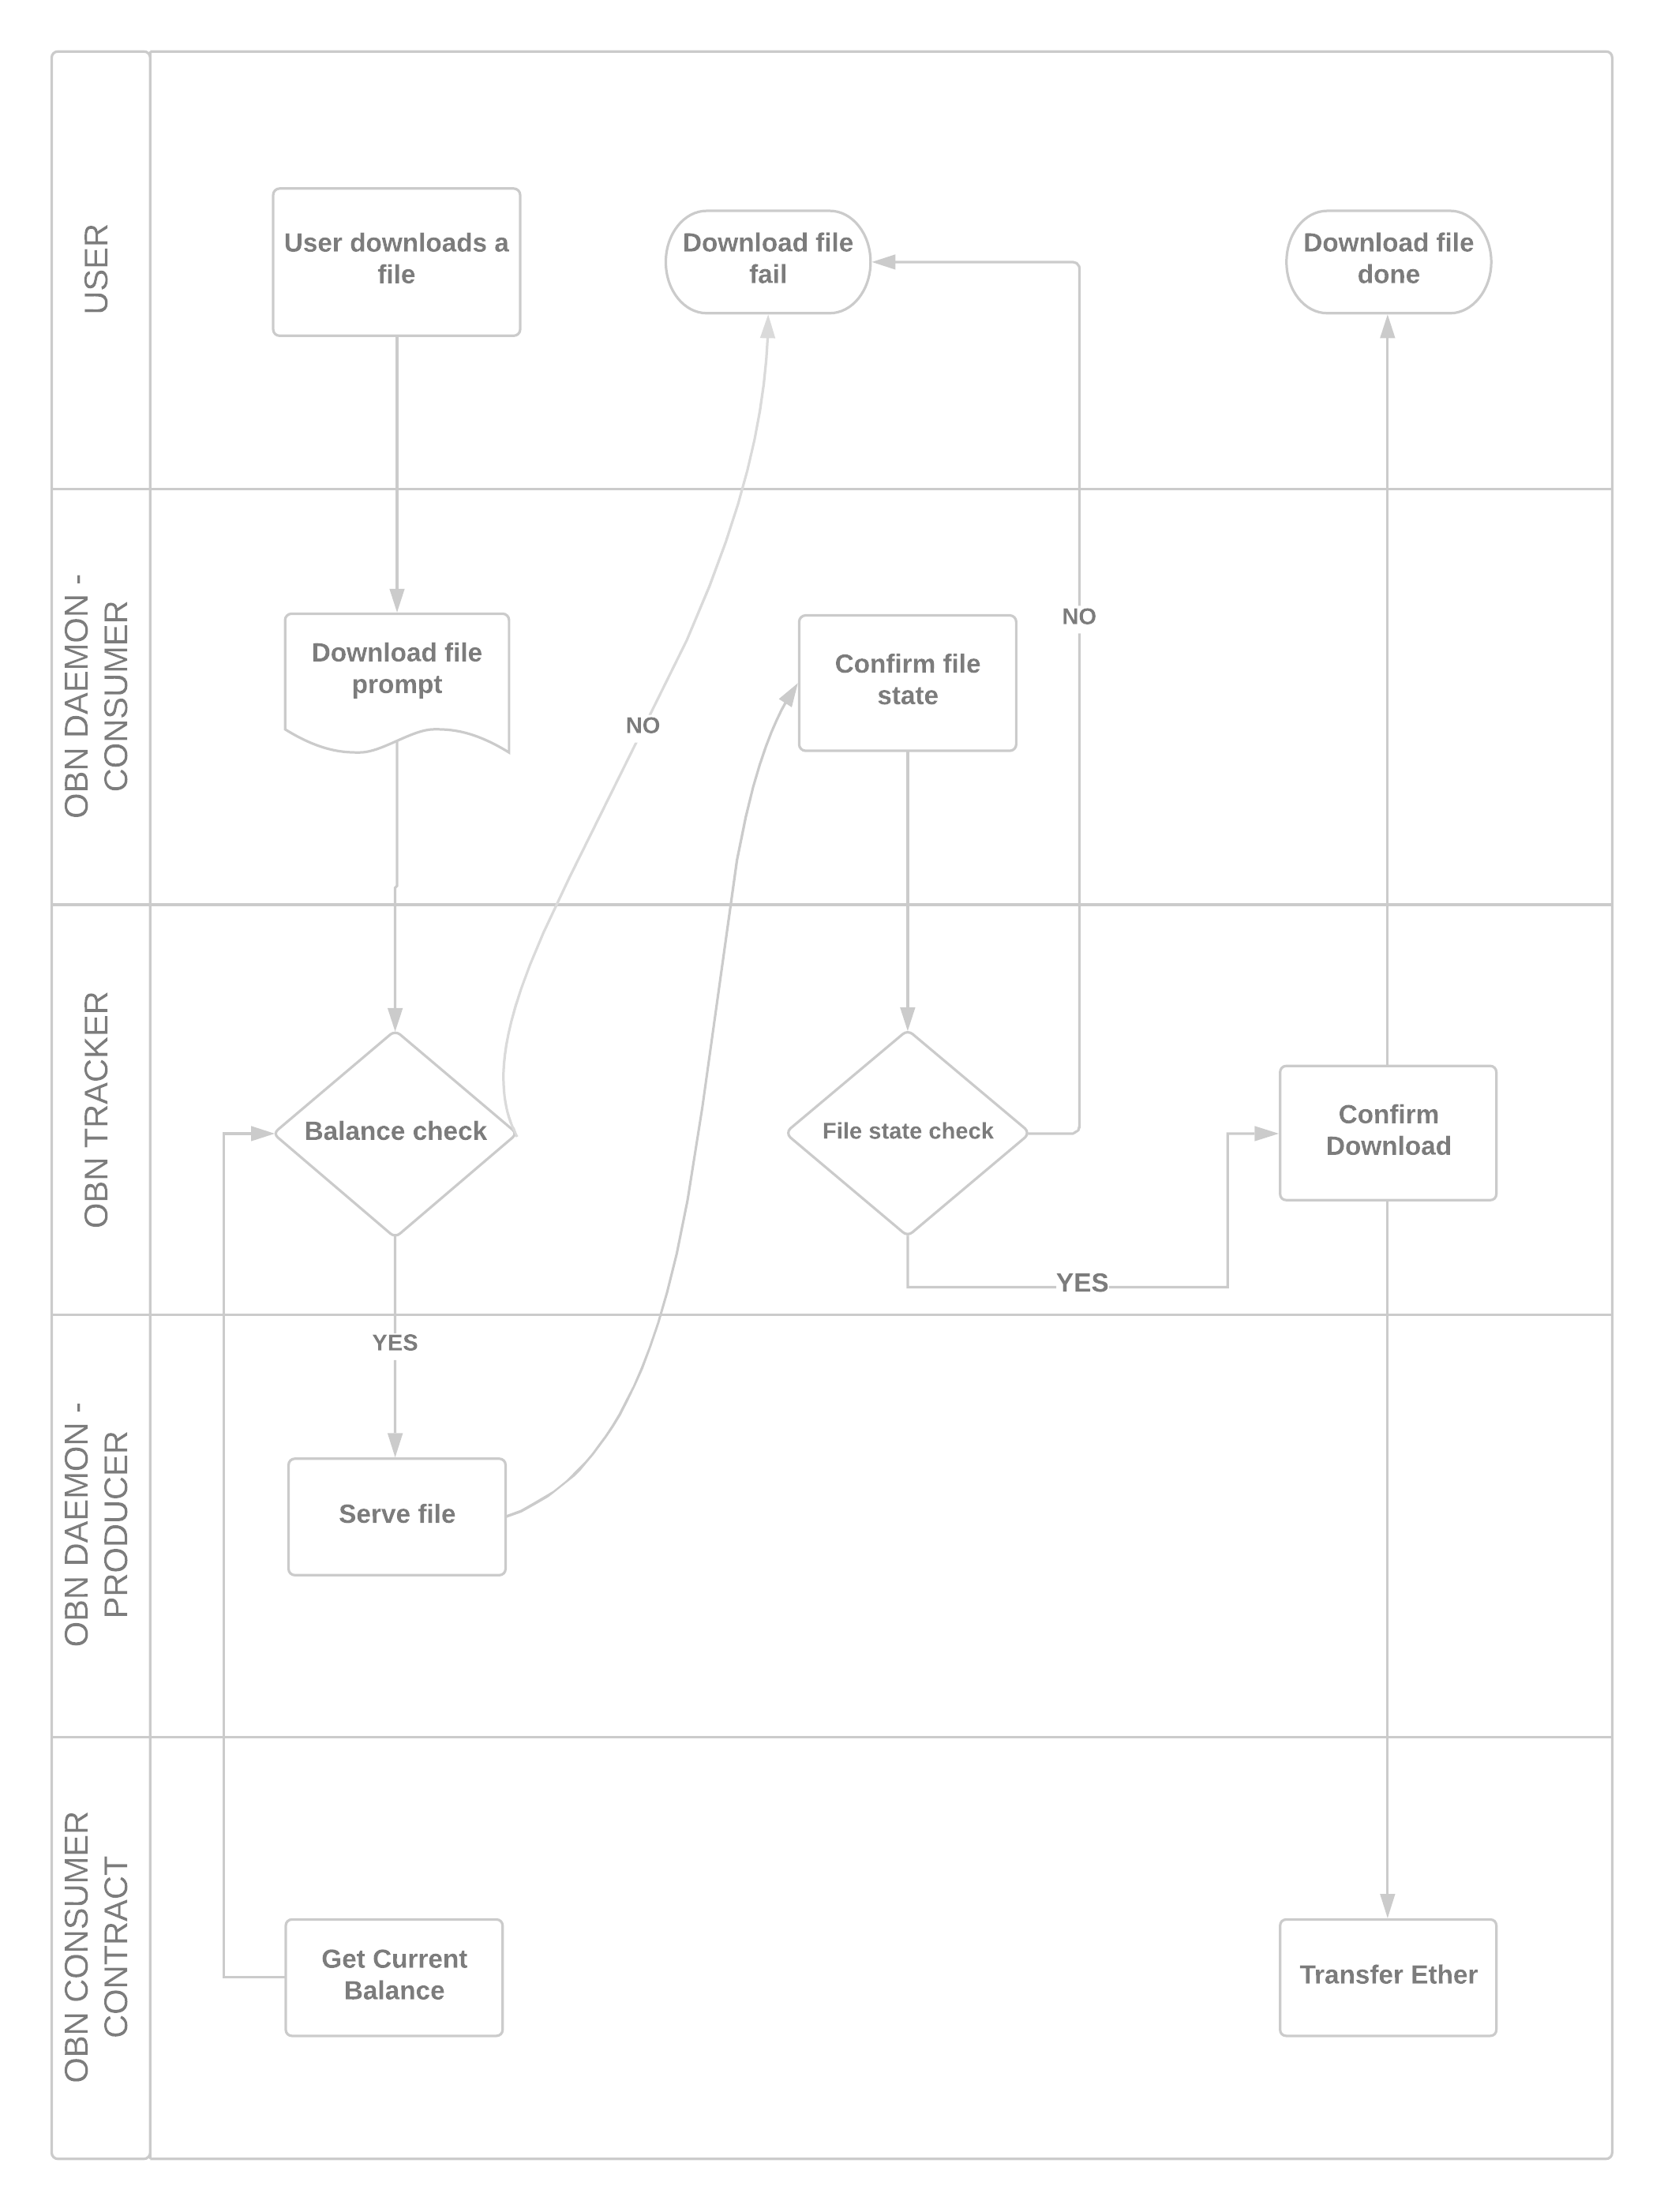 USER
User downloads a
file
Download file
fail
Download file
done
OBN DAEMON -
CONSUMER
Download file
prompt
NO
Confirm file
state
NO
OBN TRACKER
Balance check
File state check
Confirm
Download
YES
OBN DAEMON -
PRODUCER
YES
Serve file
OBN CONSUMER
CONTRACT
Get Current
Balance
Transfer Ether